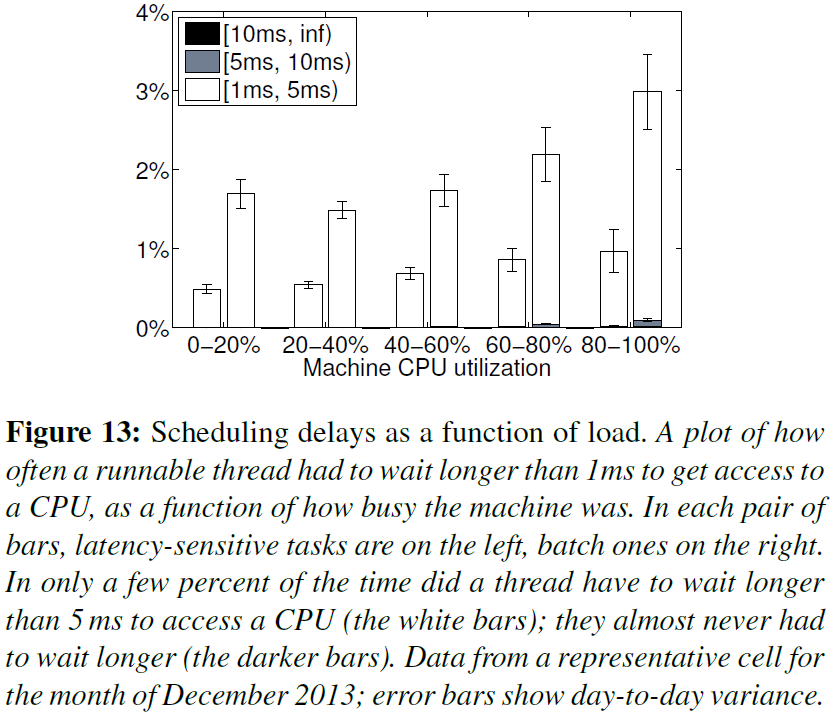 4%
3%
2%
1%
0%
[10ms, inf)
[5ms, 10ms)
[1ms, 5ms)
0−20% 20−40% 40−60% 60−80% 80−100%
Machine CPU utilization
Figure 13: Scheduling delays as a function of load. A plot of how
often a runnable thread had to wait longer than 1ms to get access to
a CPU, as a function of how busy the machine was. In each pair of
bars, latency-sensitive tasks are on the left, batch ones on the right.
In only a few percent of the time did a thread have to wait longer
than 5 ms to access a CPU (the white bars); they almost never had
to wait longer (the darker bars). Data from a representative cell for
the month of December 2013; error bars show day-to-day variance.